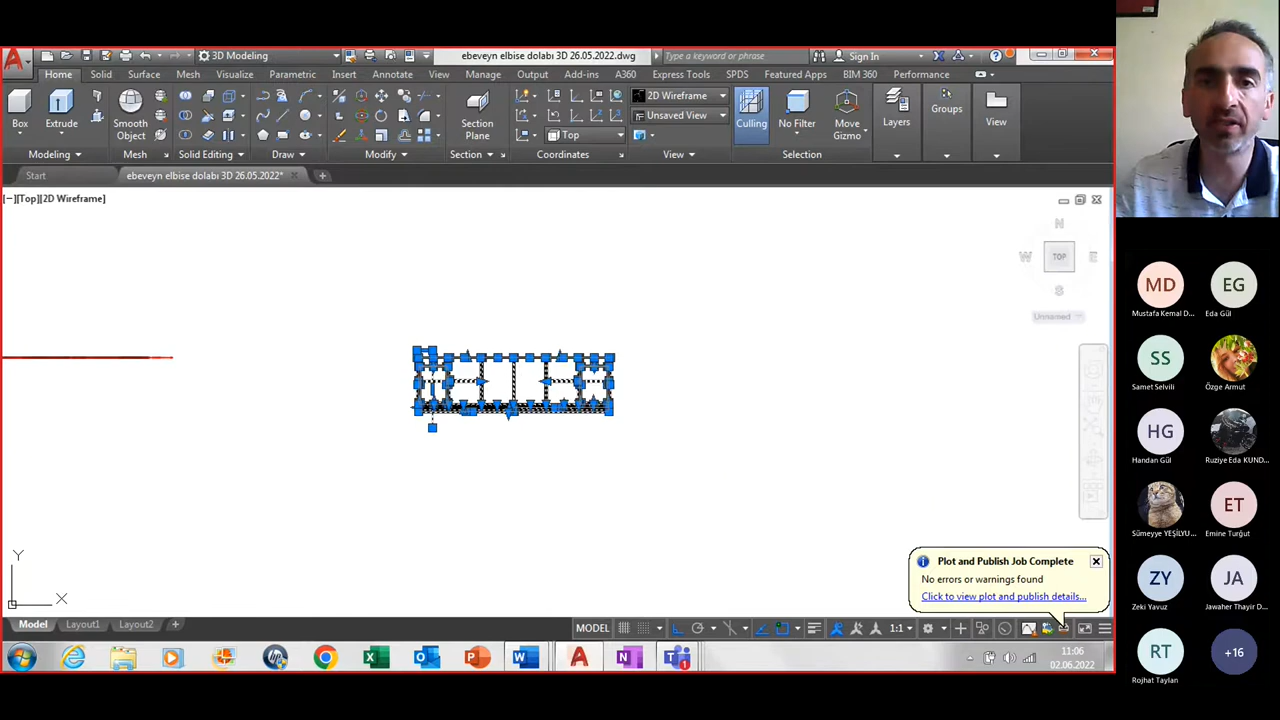 3D Modeling
ebeveyn elbise dolabı 3D 26.05.2022.dwg
Type a keyword or phrase
Sign In
Home Solid Surface Mesh Visualize Parametric Insert Annotate View Manage Output Add-ins A360 Express Tools SPDS Featured Apps BIM 360 Performance
Box
Extrude
Smooth Object
Section Plane
Top
2D Wireframe
Unsaved View
Culling
No Filter
Move Gizmo
Layers
Groups
View
Modeling
Mesh
Solid Editing
Draw
Modify
Section
Coordinates
View
Selection
Start
ebeveyn elbise dolabı 3D 26.05.2022*
[−][Top][2D Wireframe]
N
W
TOP
E
S
Unnamed
Y
X
Plot and Publish Job Complete
No errors or warnings found
Click to view plot and publish details...
Model
Layout1
Layout2
MODEL
1:1
11:06
02.06.2022
MD
Mustafa Kemal D...
EG
Eda Gül
SS
Samet Selvili
Özge Armut
HG
Handan Gül
Ruziye Eda KUND...
Sümeyye YEŞİLYU...
ET
Emine Turğut
ZY
Zeki Yavuz
JA
Jawaher Thayir D...
RT
Rojhat Taylan
+16